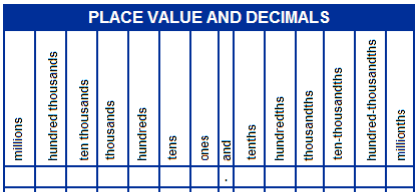 PLACE VALUE AND DECIMALS
millions
hundred thousands
ten thousands
thousands
hundreds
tens
ones
and
tenths
hundredths
thousandths
ten-thousandths
hundred-thousandths
millionths
.